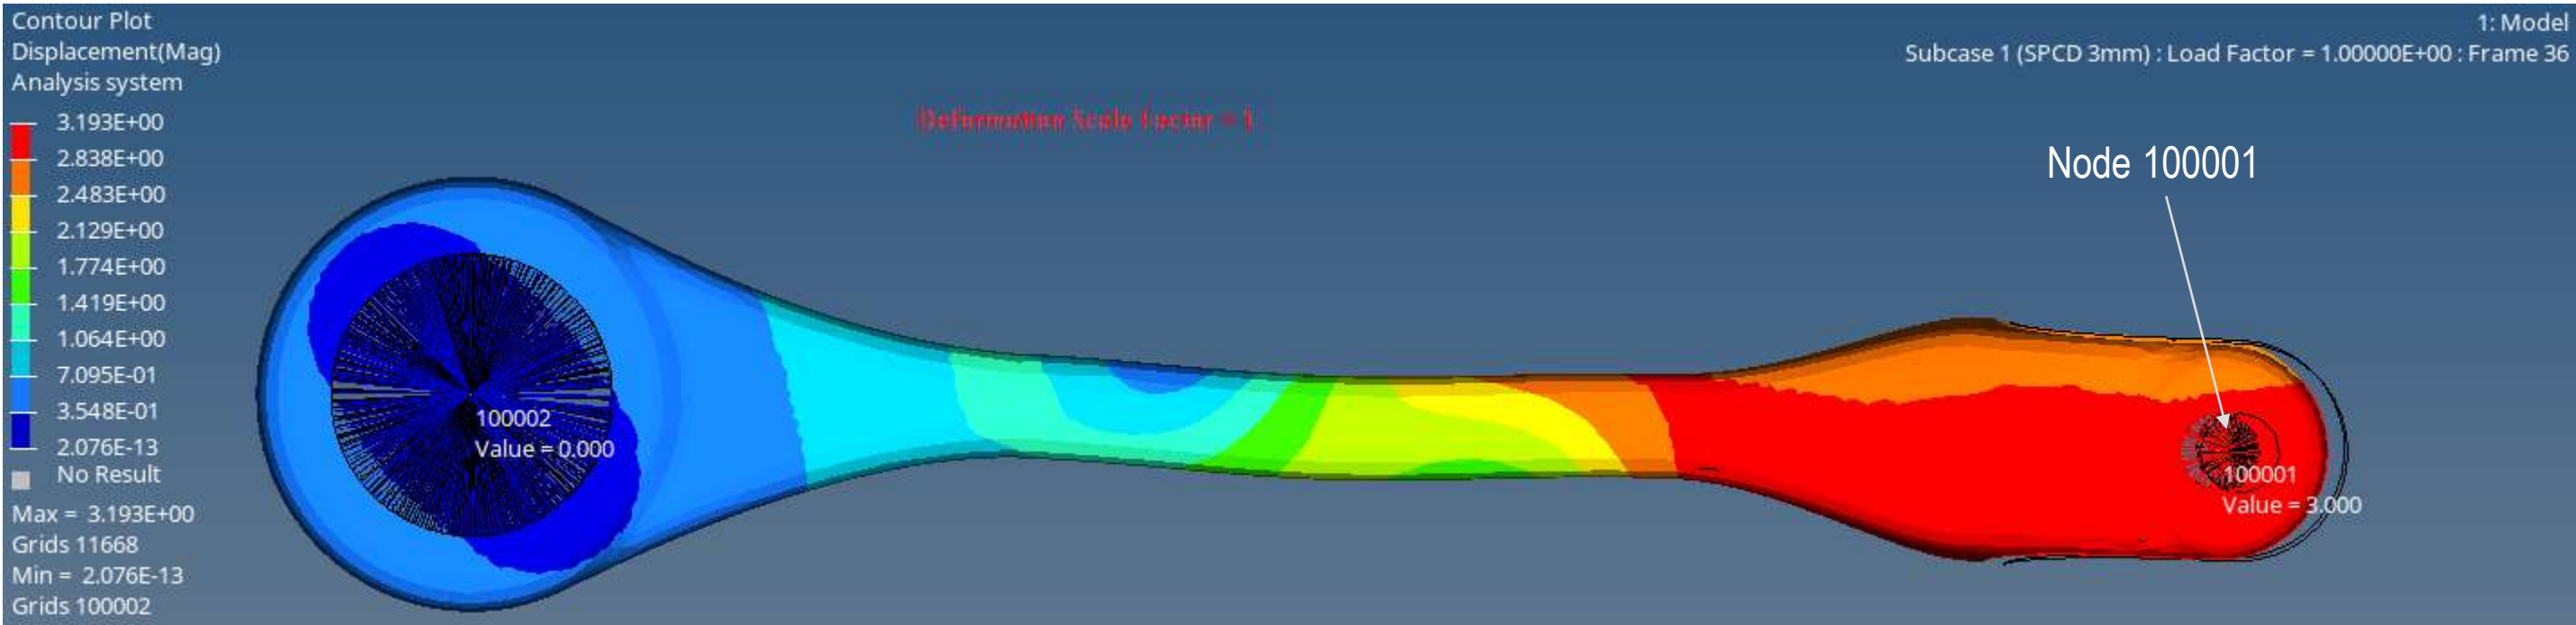 Contour Plot
Displacement(Mag)
Analysis system
3.193E+00
2.838E+00
2.483E+00
2.129E+00
1.774E+00
1.419E+00
1.064E+00
7.095E-01
3.548E-01
2.076E-13
No Result
Max = 3.193E+00
Grids 11668
Min = 2.076E-13
Grids 100002
Deformation Scale Factor = 1
1: Model
Subcase 1 (SPCD 3mm) : Load Factor = 1.00000E+00 : Frame 36
Node 100001
100002
Value = 0.000
100001
Value = 3.000